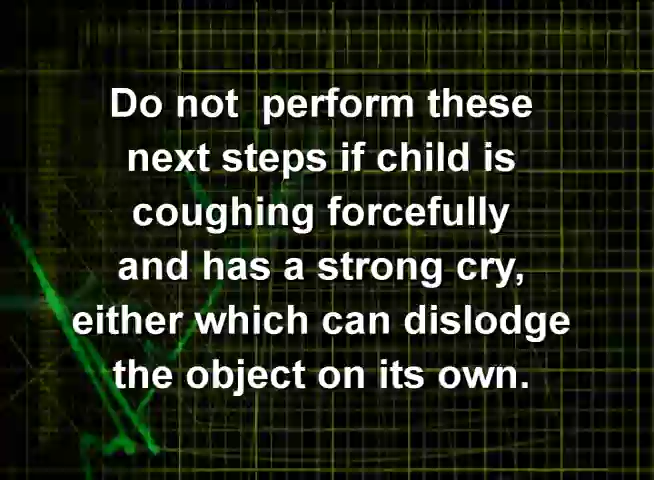 Do not  perform these
next steps if child is
coughing forcefully
and has a strong cry,
either which can dislodge
the object on its own.